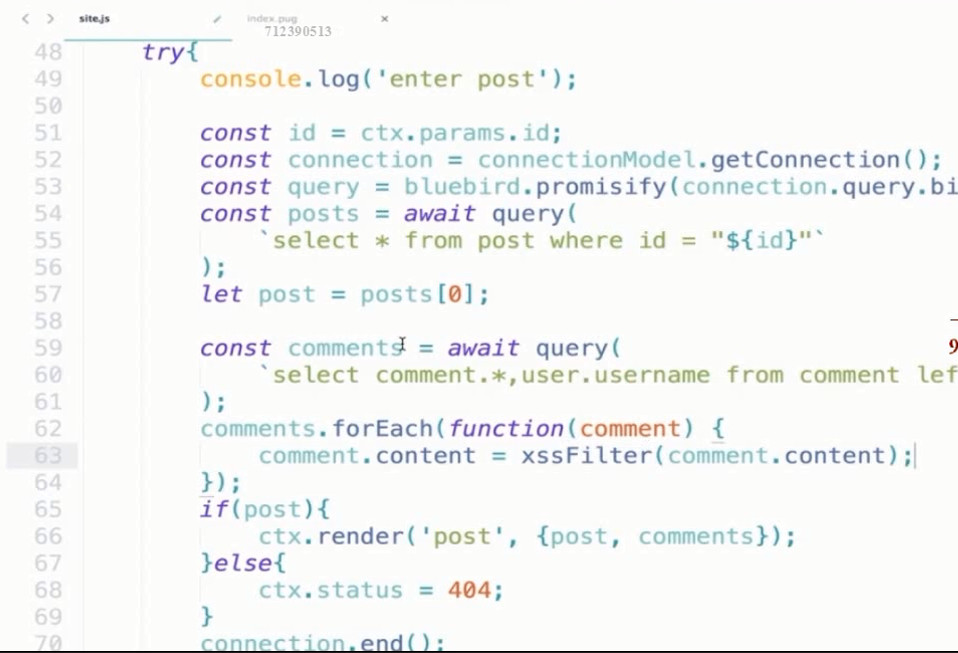 site.js index.pug
712390513
48 try{
49 console.log('enter post');
50
51 const id = ctx.params.id;
52 const connection = connectionModel.getConnection();
53 const query = bluebird.promisify(connection.query.bi
54 const posts = await query(
55 `select * from post where id = "${id}"`
56 );
57 let post = posts[0];
58
59 const comments = await query(
9
60 `select comment.*,user.username from comment lef
61 );
62 comments.forEach(function(comment) {
63 comment.content = xssFilter(comment.content);
64 });
65 if(post){
66 ctx.render('post', {post, comments});
67 }else{
68 ctx.status = 404;
69 }
70 connection.end();